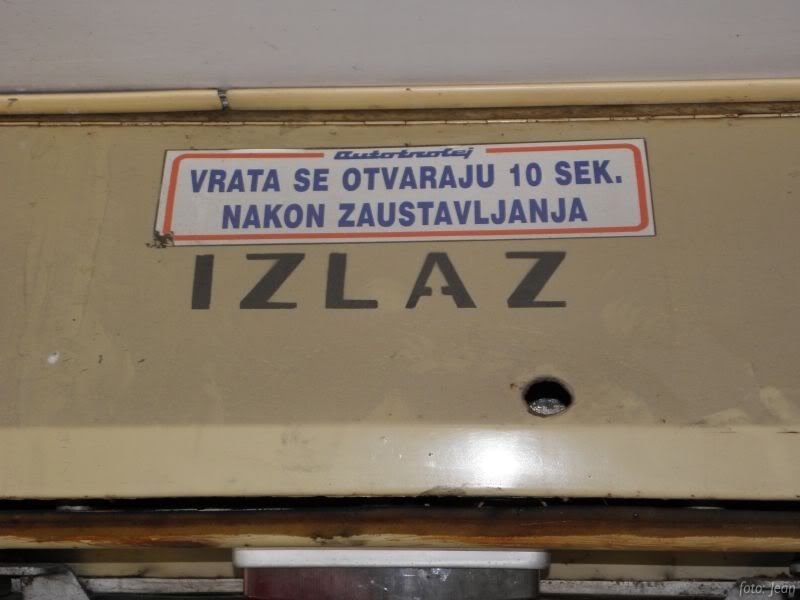 autotrolej
VRATA SE OTVARAJU 10 SEK.
NAKON ZAUSTAVLJANJA
IZLAZ
foto: Jean